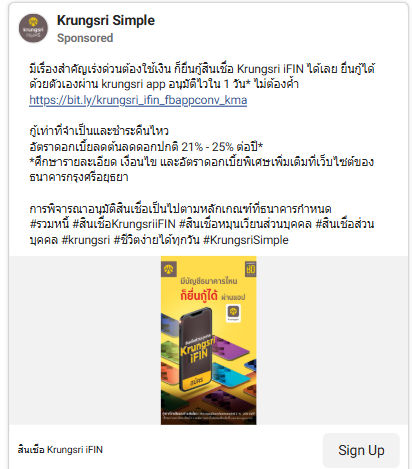 Krungsri Simple
Sponsored
มีเรื่องสำคัญเร่งด่วนต้องใช้เงิน ก็ยื่นกู้สินเชื่อ Krungsri iFIN ได้เลย ยื่นกู้ได้
ด้วยตัวเองผ่าน krungsri app อนุมัติไวใน 1 วัน* ไม่ต้องค้ำ
https://bit.ly/krungsri_ifin_fbappconv_kma
กู้เท่าที่จำเป็นและชำระคืนไหว
อัตราดอกเบี้ยลดต้นลดดอกปกติ 21% - 25% ต่อปี*
*ศึกษารายละเอียด เงื่อนไข และอัตราดอกเบี้ยพิเศษเพิ่มเติมที่เว็บไซต์ของ
ธนาคารกรุงศรีอยุธยา
การพิจารณาอนุมัติสินเชื่อเป็นไปตามหลักเกณฑ์ที่ธนาคารกำหนด
#รวมหนี้ #สินเชื่อKrungsriiFIN #สินเชื่อหมุนเวียนส่วนบุคคล #สินเชื่อส่วน
บุคคล #krungsri #ชีวิตง่ายได้ทุกวัน #KrungsriSimple
มีบัญชีธนาคารไหน
ก็ยื่นกู้ได้ ผ่านแอป
Krungsri
iFIN
สมัคร
สินเชื่อ Krungsri iFIN
Sign Up